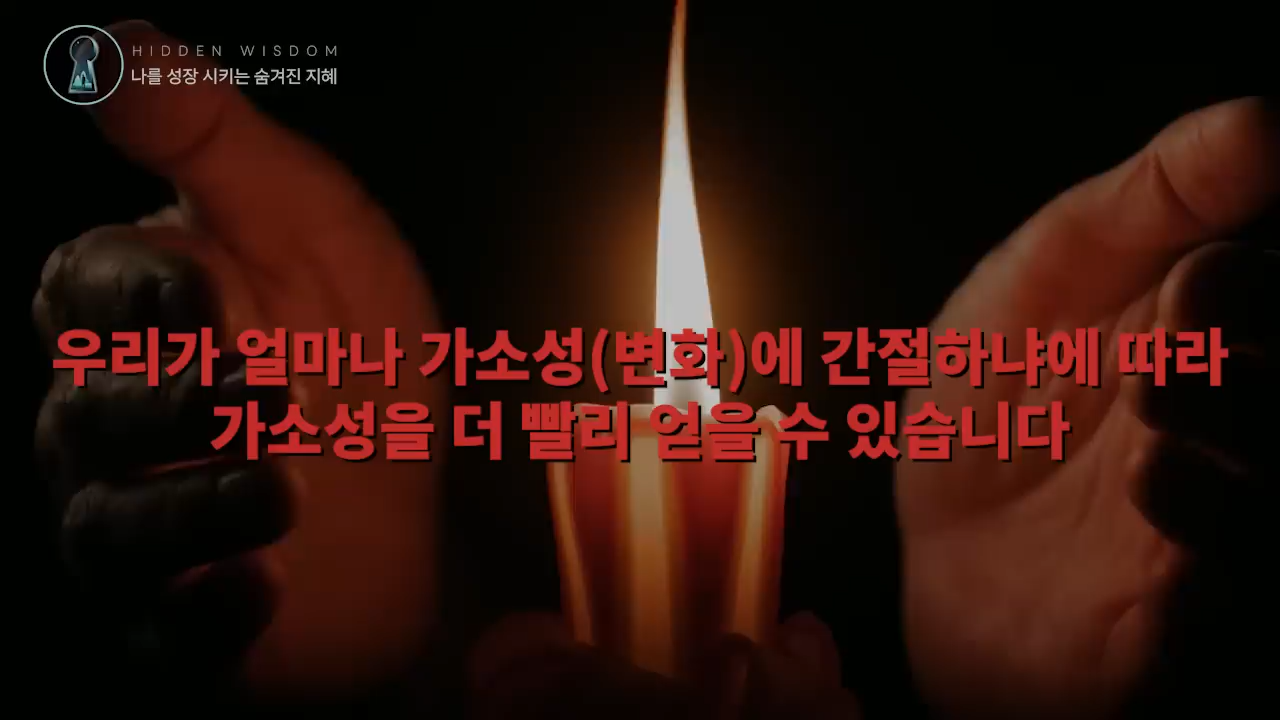 HIDDEN WISDOM
나를 성장 시키는 숨겨진 지혜
우리가 얼마나 가소성(변화)에 간절하냐에 따라
가소성을 더 빨리 얻을 수 있습니다